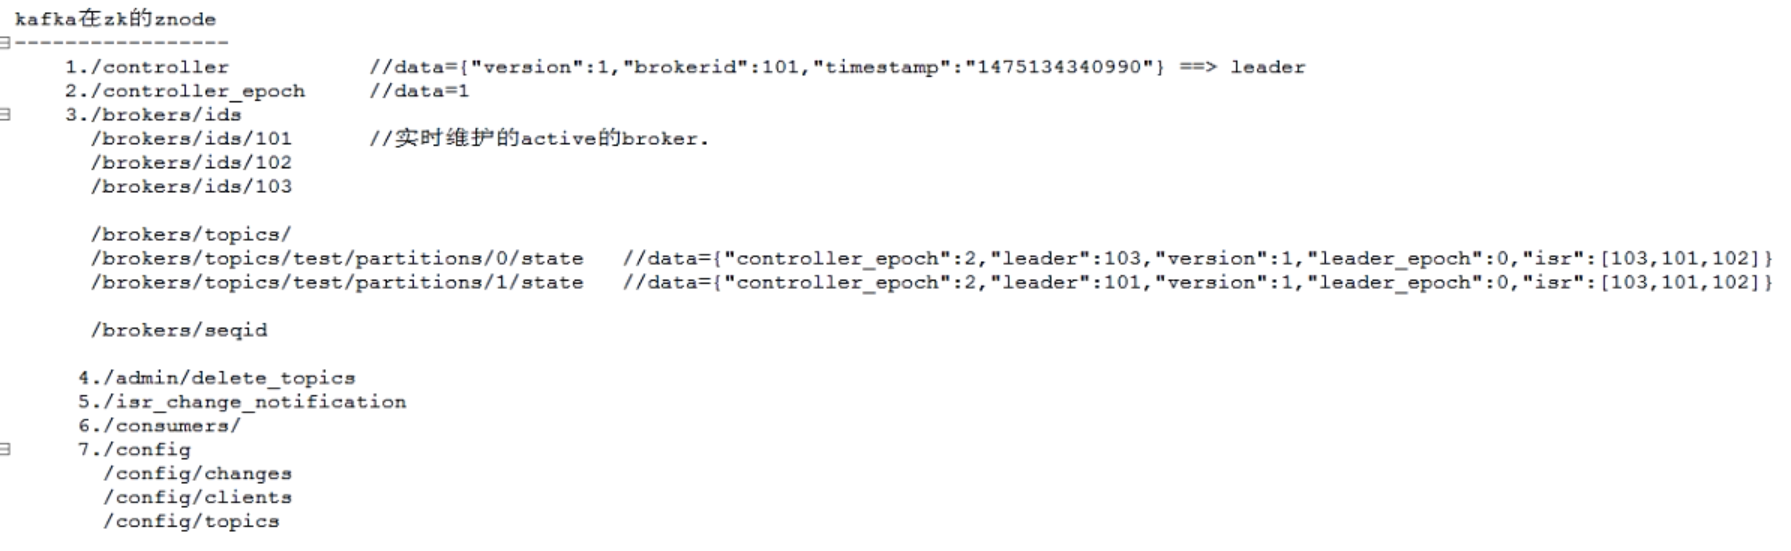 kafka在zk的znode
-----------------
1./controller //data={"version":1,"brokerid":101,"timestamp":"1475134340990"} ==> leader
2./controller_epoch //data=1
3./brokers/ids
/brokers/ids/101 //实时维护的active的broker.
/brokers/ids/102
/brokers/ids/103
/brokers/topics/
/brokers/topics/test/partitions/0/state //data={"controller_epoch":2,"leader":103,"version":1,"leader_epoch":0,"isr":[103,101,102]}
/brokers/topics/test/partitions/1/state //data={"controller_epoch":2,"leader":101,"version":1,"leader_epoch":0,"isr":[103,101,102]}
/brokers/seqid
4./admin/delete_topics
5./isr_change_notification
6./consumers/
7./config
/config/changes
/config/clients
/config/topics